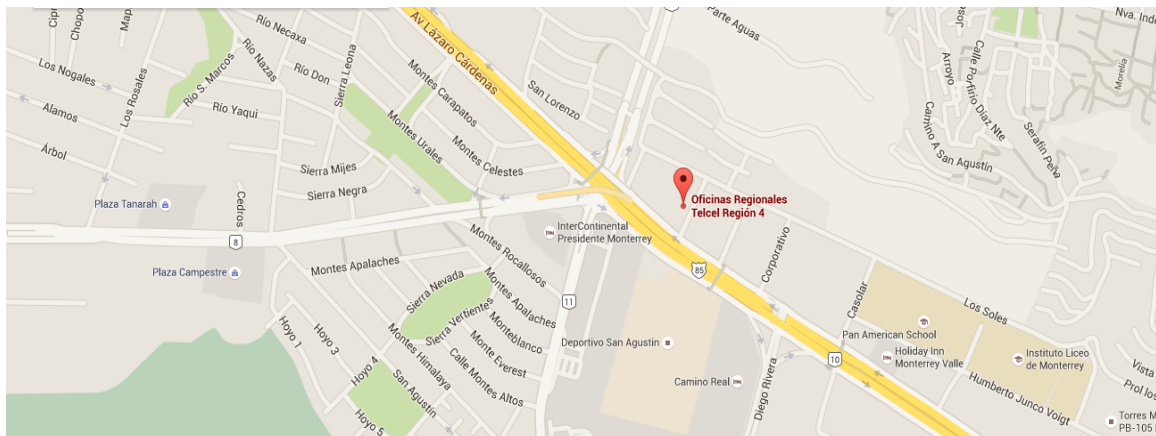 Chopo
Río Necaxa
Los Nogales
Los Rosales
Río S. Marcos
Río Nazas
Río Don
Sierra Leona
Río Yaqui
Alamos
Árbol
Av Lázaro Cárdenas
Montes Carapatos
San Lorenzo
Parte Aguas
Montes Urales
Montes Celestes
Sierra Mijes
Sierra Negra
Plaza Tanarah
Cedros
8
Plaza Campestre
Montes Apalaches
Montes Rocallosos
InterContinental
Presidente Monterrey
Oficinas Regionales
Telcel Región 4
Arroyo
Calle Porfirio Díaz Nte
Camino A San Agustín
Serafín Peña
Nva. Inde
Morelia
Corporativo
85
Casolar
Los Soles
Sierra Nevada
Sierra Vertientes
Montes Apalaches
Monteblanco
Monte Everest
Calle Montes Altos
Montes Himalaya
San Agustín
Hoyo 1
Hoyo 3
Hoyo 4
Hoyo 5
11
Deportivo San Agustin
Camino Real
Diego Rivera
10
Pan American School
Holiday Inn
Monterrey Valle
Instituto Liceo
de Monterrey
Humberto Junco Voigt
Vista
Prol los
Torres M
PB-105